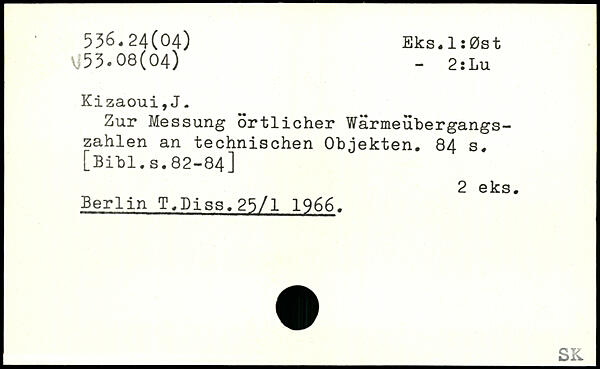 536.24(04) Eks.1:Øst
V53.08(04) - 2:Lu
Kizaoui,J.
Zur Messung örtlicher Wärmeübergangs-
zahlen an technischen Objekten. 84 s.
[Bibl.s.82-84]
2 eks.
Berlin T.Diss.25/1 1966.
SK